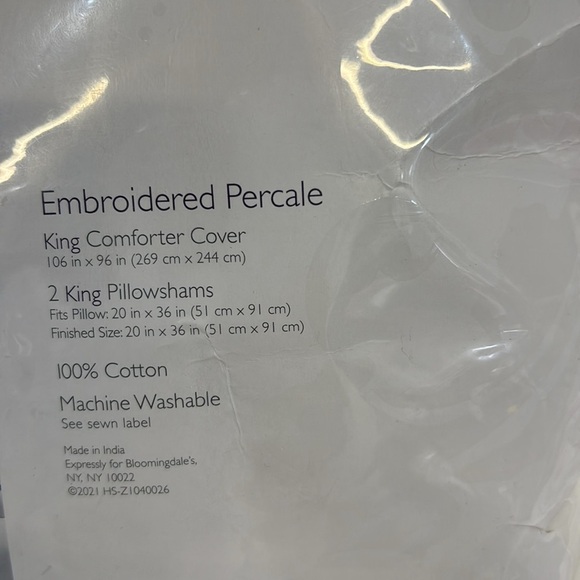 Embroidered Percale
King Comforter Cover
106 in x 96 in (269 cm x 244 cm)
2 King Pillowshams
Fits Pillow: 20 in x 36 in (51 cm x 91 cm)
Finished Size: 20 in x 36 in (51 cm x 91 cm)
100% Cotton
Machine Washable
See sewn label
Made in India
Expressly for Bloomingdale's,
NY, NY 10022
©2021 HS-Z1040026